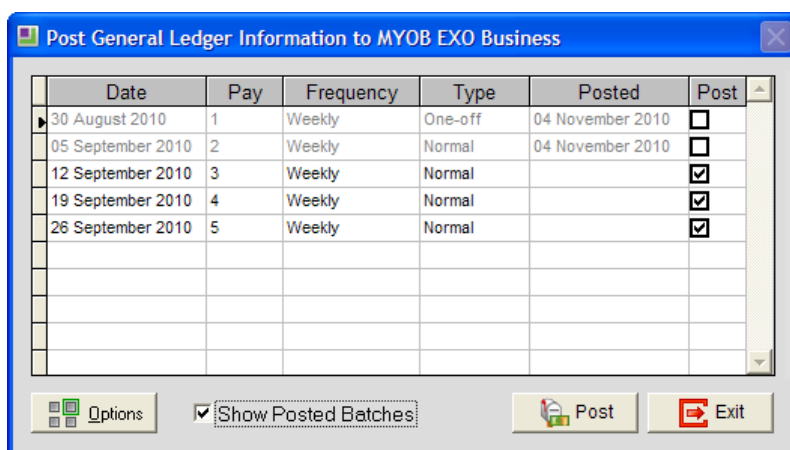 Post General Ledger Information to MYOB EXO Business
Date Pay Frequency Type Posted Post
30 August 2010 1 Weekly One-off 04 November 2010
05 September 2010 2 Weekly Normal 04 November 2010
12 September 2010 3 Weekly Normal
19 September 2010 4 Weekly Normal
26 September 2010 5 Weekly Normal
Options Show Posted Batches Post Exit